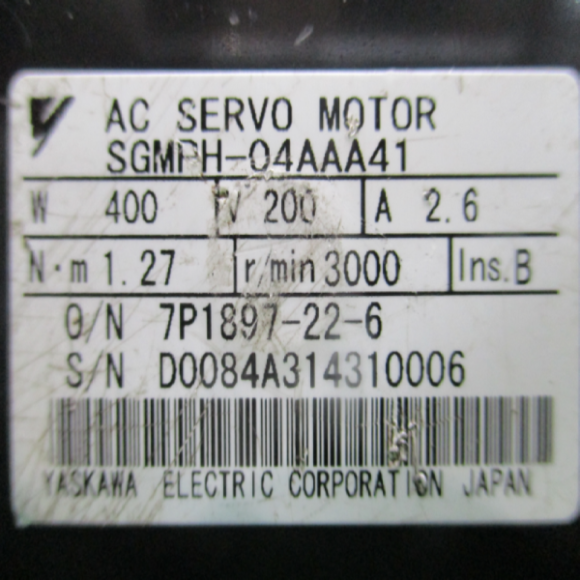 AC SERVO MOTOR
SGMPH-04AAA41
W 400 V 200 A 2.6
N·m 1.27 r/min 3000 Ins. B
O/N 7P1897-22-6
S/N D0084A314310006
YASKAWA ELECTRIC CORPORATION JAPAN